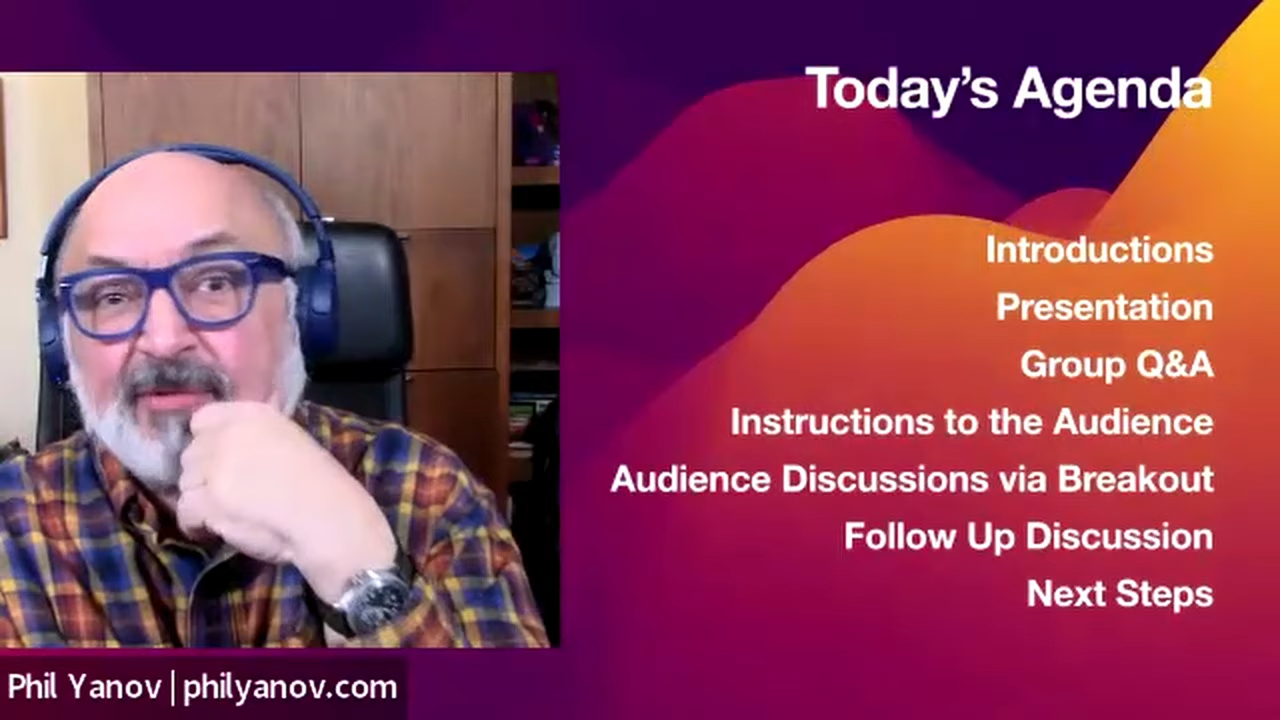 Today’s Agenda
Introductions
Presentation
Group Q&A
Instructions to the Audience
Audience Discussions via Breakout
Follow Up Discussion
Next Steps
Phil Yanov | philyanov.com